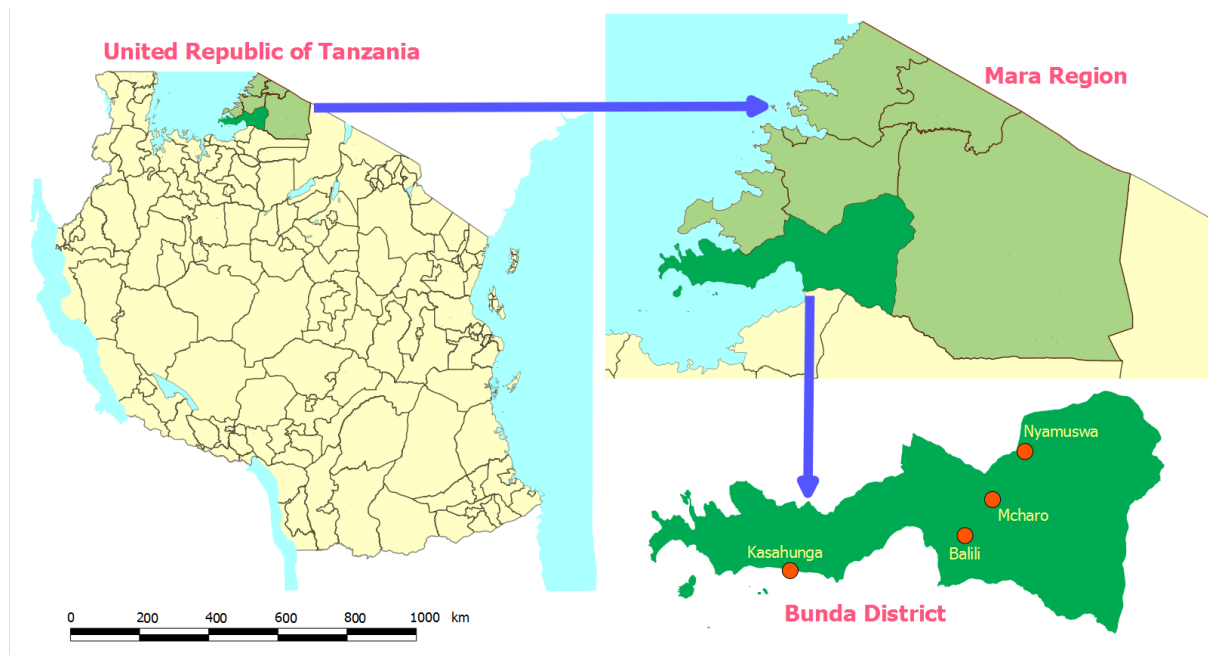 United Republic of Tanzania
Mara Region
Nyamuswa
Mcharo
Balili
Kasahunga
Bunda District
0 200 400 600 800 1000 km